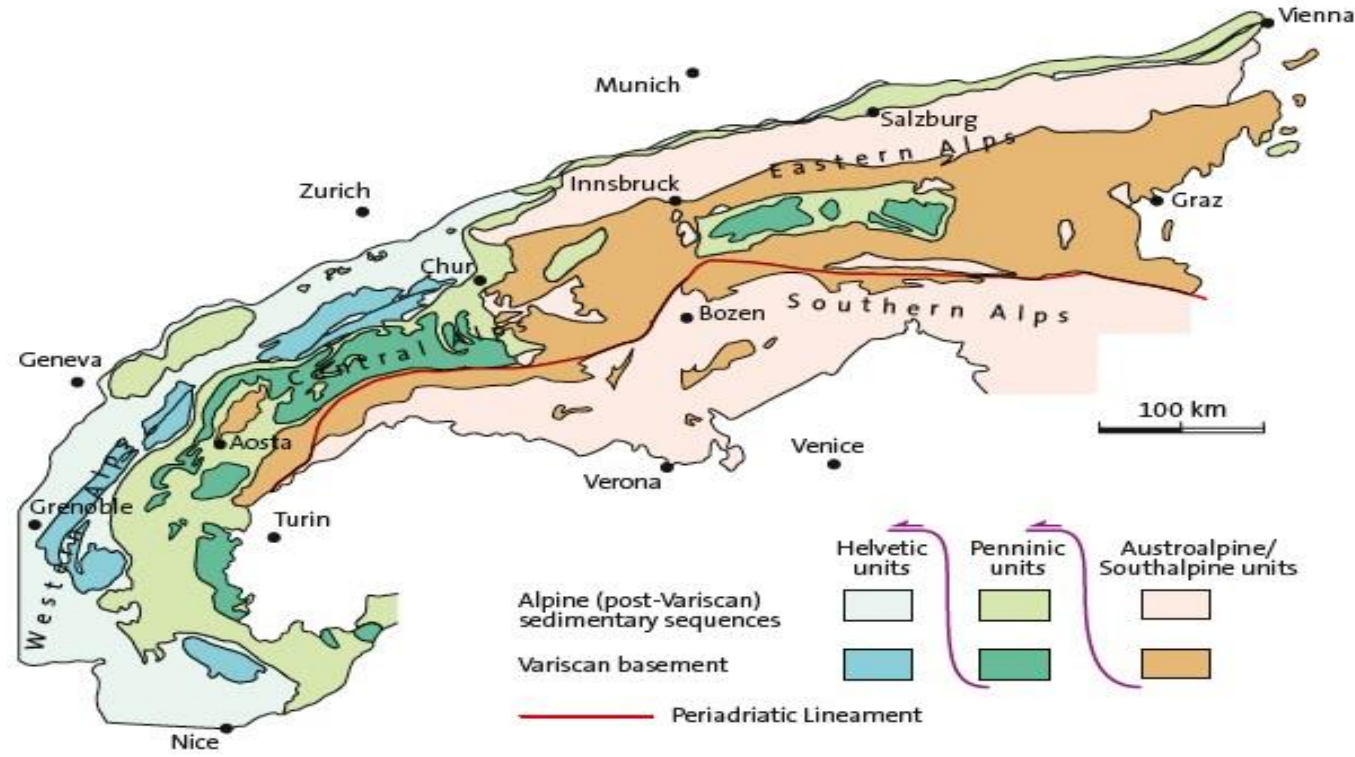 Vienna
Munich
Salzburg
Eastern Alps
Innsbruck
Zurich
Graz
Chur
Bozen
Southern Alps
Central Alps
Geneva
100 km
Aosta
Venice
Verona
Western Alps
Grenoble
Turin
Helvetic
units
Penninic
units
Austroalpine/
Southalpine units
Alpine (post-Variscan)
sedimentary sequences
Variscan basement
Periadriatic Lineament
Nice